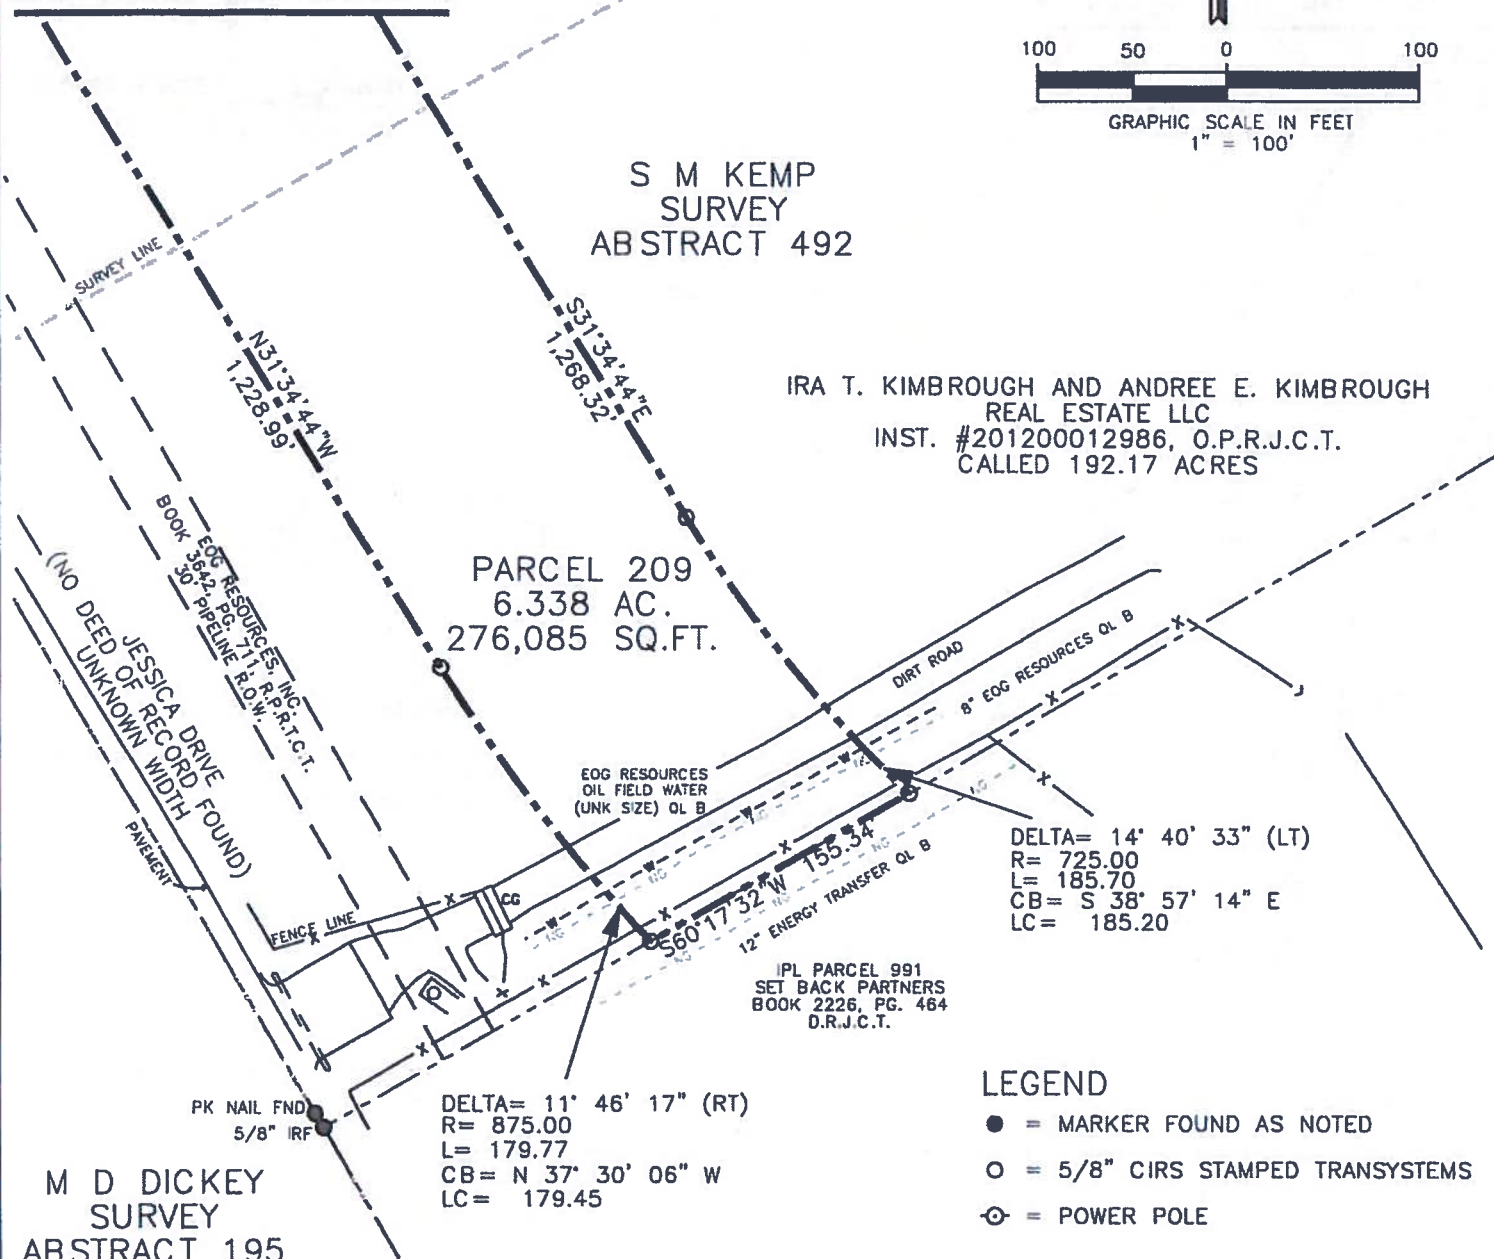 100 50 0 100
GRAPHIC SCALE IN FEET
1" = 100'
S M KEMP
SURVEY
ABSTRACT 492
SURVEY LINE
N31°34'44"W
1,228.99'
S31°34'44"E
1,268.32'
IRA T. KIMBROUGH AND ANDREE E. KIMBROUGH
REAL ESTATE LLC
INST. #201200012986, O.P.R.J.C.T.
CALLED 192.17 ACRES
PARCEL 209
6.338 AC.
276,085 SQ.FT.
EOG RESOURCES, INC.
BOOK 3642, PG. 711, R.P.R.T.C.T.
30' PIPELINE R.O.W.
JESSICA DRIVE
(NO DEED OF RECORD FOUND)
UNKNOWN WIDTH
PAVEMENT
DIRT ROAD
8" EOG RESOURCES QL B
EOG RESOURCES
OIL FIELD WATER
(UNK SIZE) QL B
CG
FENCE LINE
S60°17'32"W 155.34'
12" ENERGY TRANSFER QL B
W
W
W
W
NG
NG
NG
NG
NG
NG
NG
X
X
X
X
X
X
X
X
X
X
DELTA= 14° 40' 33" (LT)
R= 725.00
L= 185.70
CB= S 38° 57' 14" E
LC= 185.20
IPL PARCEL 991
SET BACK PARTNERS
BOOK 2226, PG. 464
D.R.J.C.T.
PK NAIL FND
5/8" IRF
DELTA= 11° 46' 17" (RT)
R= 875.00
L= 179.77
CB= N 37° 30' 06" W
LC= 179.45
LEGEND
= MARKER FOUND AS NOTED
= 5/8" CIRS STAMPED TRANSYSTEMS
= POWER POLE
M D DICKEY
SURVEY
ABSTRACT 195